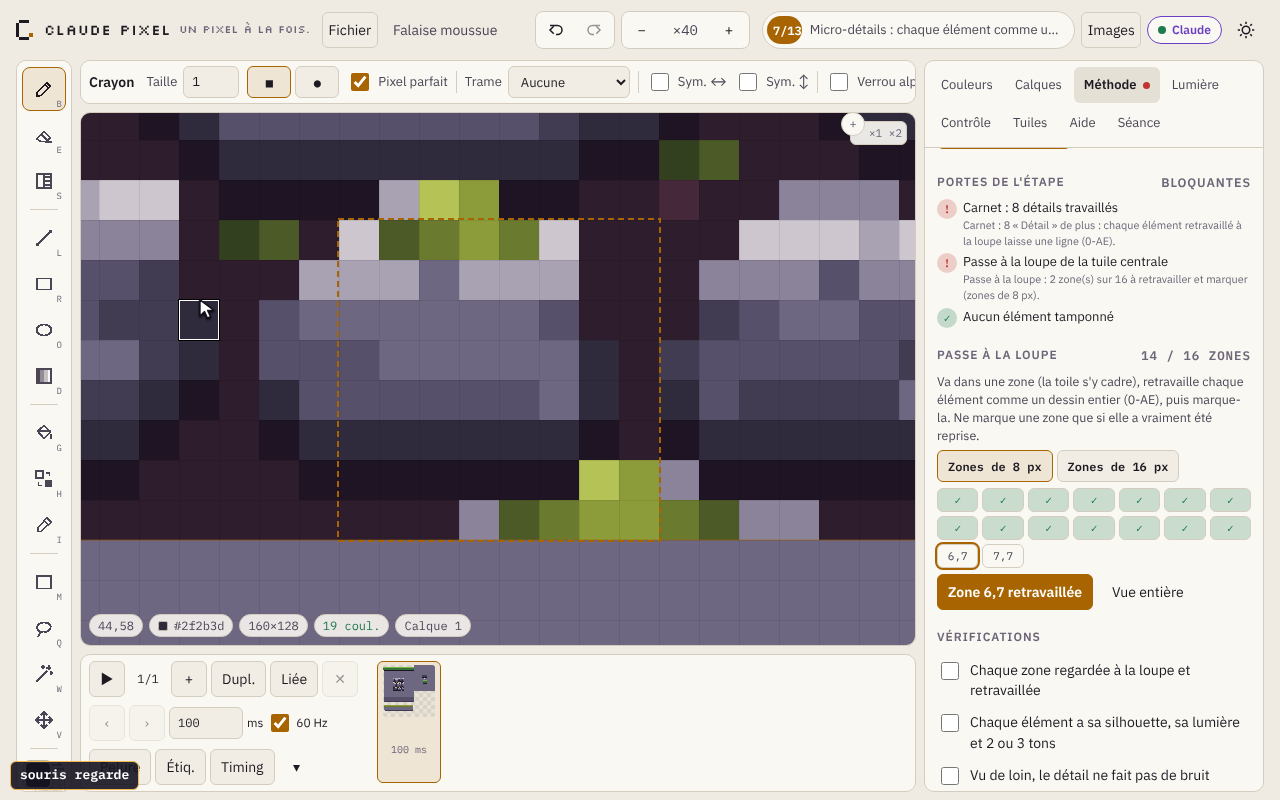 CLAUDE PIXEL UN PIXEL À LA FOIS. Fichier Falaise moussue − ×40 + 7/13 Micro-détails : chaque élément comme u… Images Claude
Crayon Taille 1 ■ ● Pixel parfait Trame Aucune Sym. ↔ Sym. ↕ Verrou alp
B
E
S
L
R
O
D
G
H
I
M
Q
W
V
+ ×1 ×2
44,58 #2f2b3d 160×128 19 coul. Calque 1
▶ 1/1 + Dupl. Liée ✕
‹ › 100 ms 60 Hz
Étiq. Timing ▼
100 ms
souris regarde
Couleurs Calques Méthode Lumière
Contrôle Tuiles Aide Séance
PORTES DE L'ÉTAPE BLOQUANTES
! Carnet : 8 détails travaillés
Carnet : 8 « Détail » de plus : chaque élément retravaillé à
la loupe laisse une ligne (0-AE).
! Passe à la loupe de la tuile centrale
Passe à la loupe : 2 zone(s) sur 16 à retravailler et marquer
(zones de 8 px).
✓ Aucun élément tamponné
PASSE À LA LOUPE 14 / 16 ZONES
Va dans une zone (la toile s'y cadre), retravaille chaque
élément comme un dessin entier (0-AE), puis marque-
la. Ne marque une zone que si elle a vraiment été
reprise.
Zones de 8 px Zones de 16 px
✓ ✓ ✓ ✓ ✓ ✓ ✓
✓ ✓ ✓ ✓ ✓ ✓ ✓
6,7 7,7
Zone 6,7 retravaillée Vue entière
VÉRIFICATIONS
Chaque zone regardée à la loupe et
retravaillée
Chaque élément a sa silhouette, sa lumière
et 2 ou 3 tons
Vu de loin, le détail ne fait pas de bruit